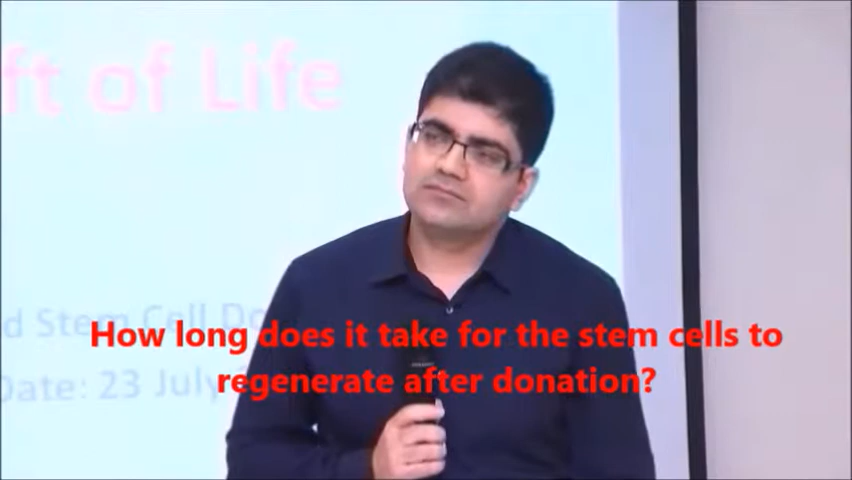 ft of Life
d Stem Cell Do
Date: 23 July
How long does it take for the stem cells to
regenerate after donation?